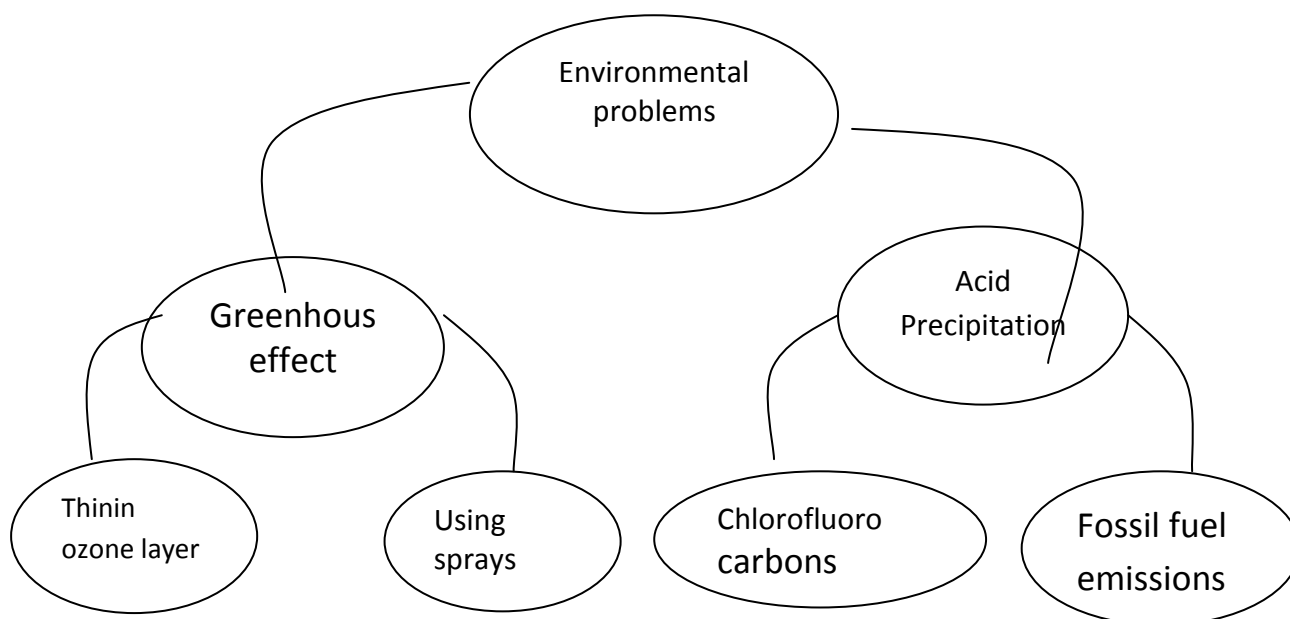 Environmental
problems
Greenhous
effect
Acid
Precipitation
Thinin
ozone layer
Using
sprays
Chlorofluoro
carbons
Fossil fuel
emissions